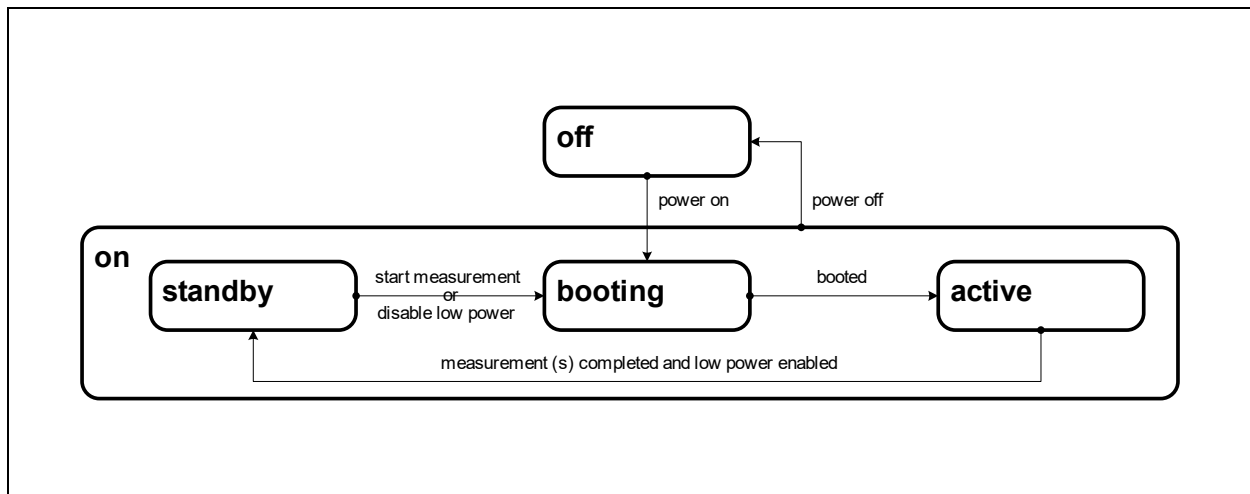 off
power on
power off
on
standby
start measurement
or
disable low power
booting
booted
active
measurement (s) completed and low power enabled